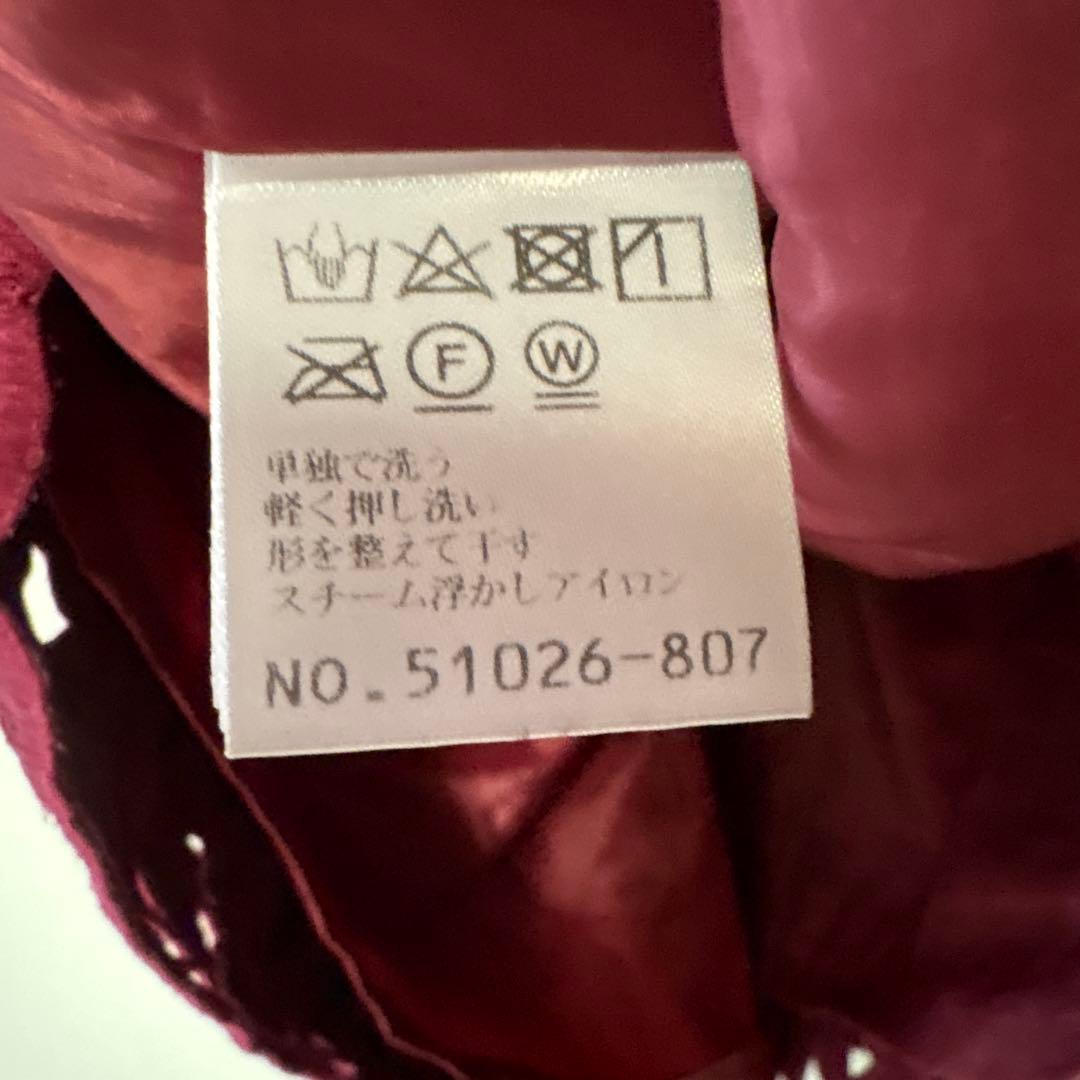 F W
単独で洗う
軽く押し洗い
形を整えて干す
スチーム浮かしアイロン
NO.51026-807